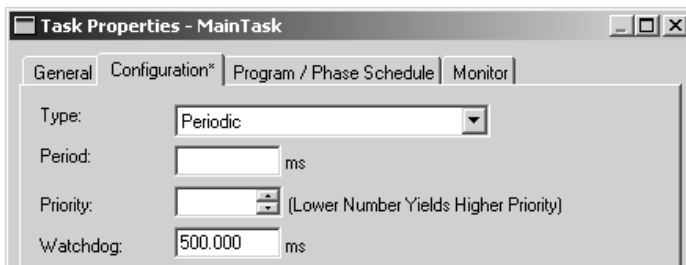 Task Properties - MainTask
General Configuration* Program / Phase Schedule Monitor
Type: Periodic
Period: ms
Priority: (Lower Number Yields Higher Priority)
Watchdog: 500.000 ms